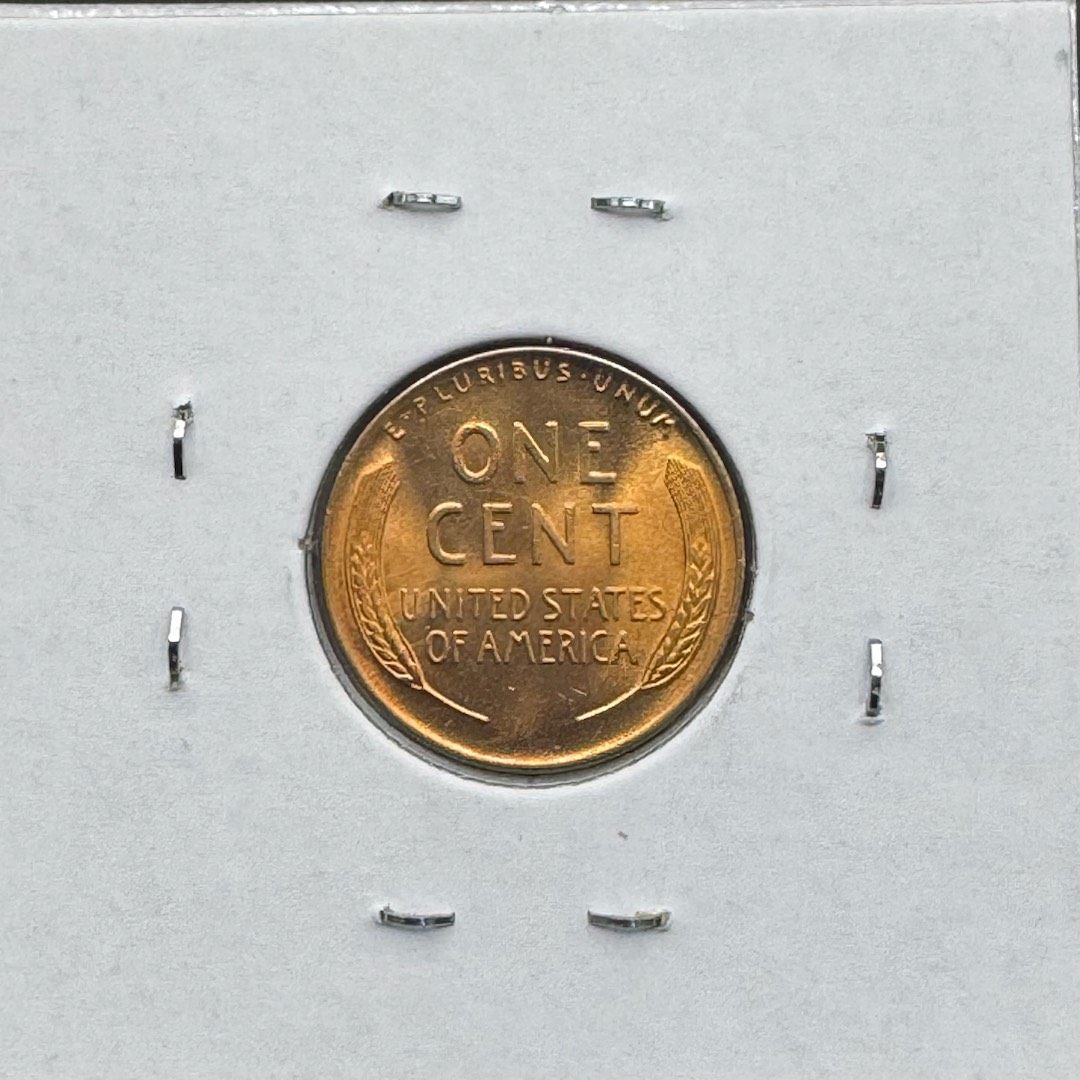 E PLURIBUS·UNUM
ONE
CENT
UNITED STATES
OF AMERICA